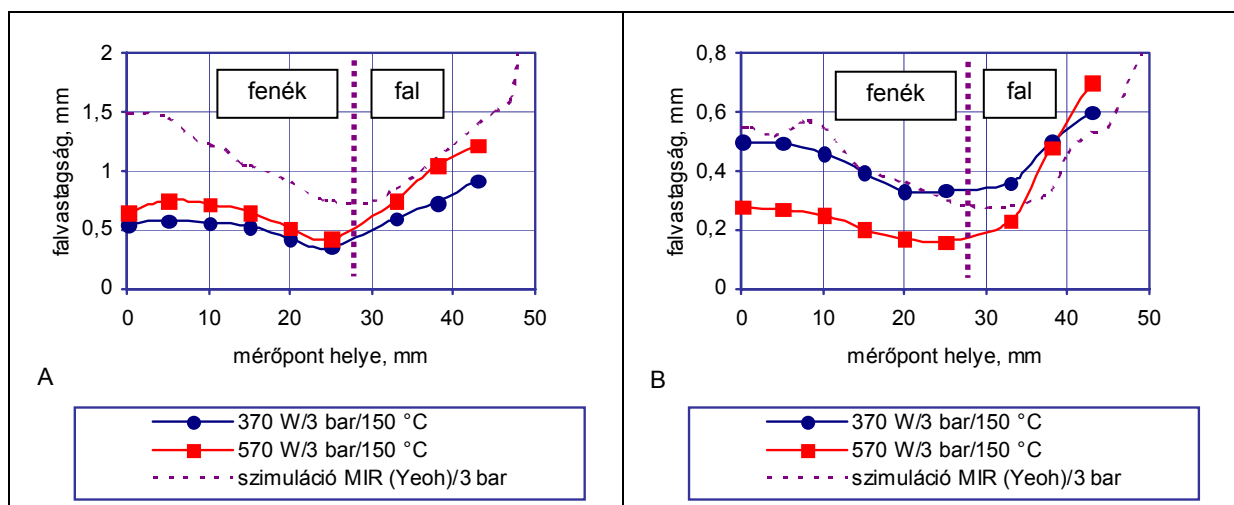 2
1,5
1
0,5
0
falvastagság, mm
fenék
fal
0 10 20 30 40 50
mérőpont helye, mm
A
370 W/3 bar/150 °C
570 W/3 bar/150 °C
szimuláció MIR (Yeoh)/3 bar
0,8
0,6
0,4
0,2
0
falvastagság, mm
fenék
fal
0 10 20 30 40 50
mérőpont helye, mm
B
370 W/3 bar/150 °C
570 W/3 bar/150 °C
szimuláció MIR (Yeoh)/3 bar